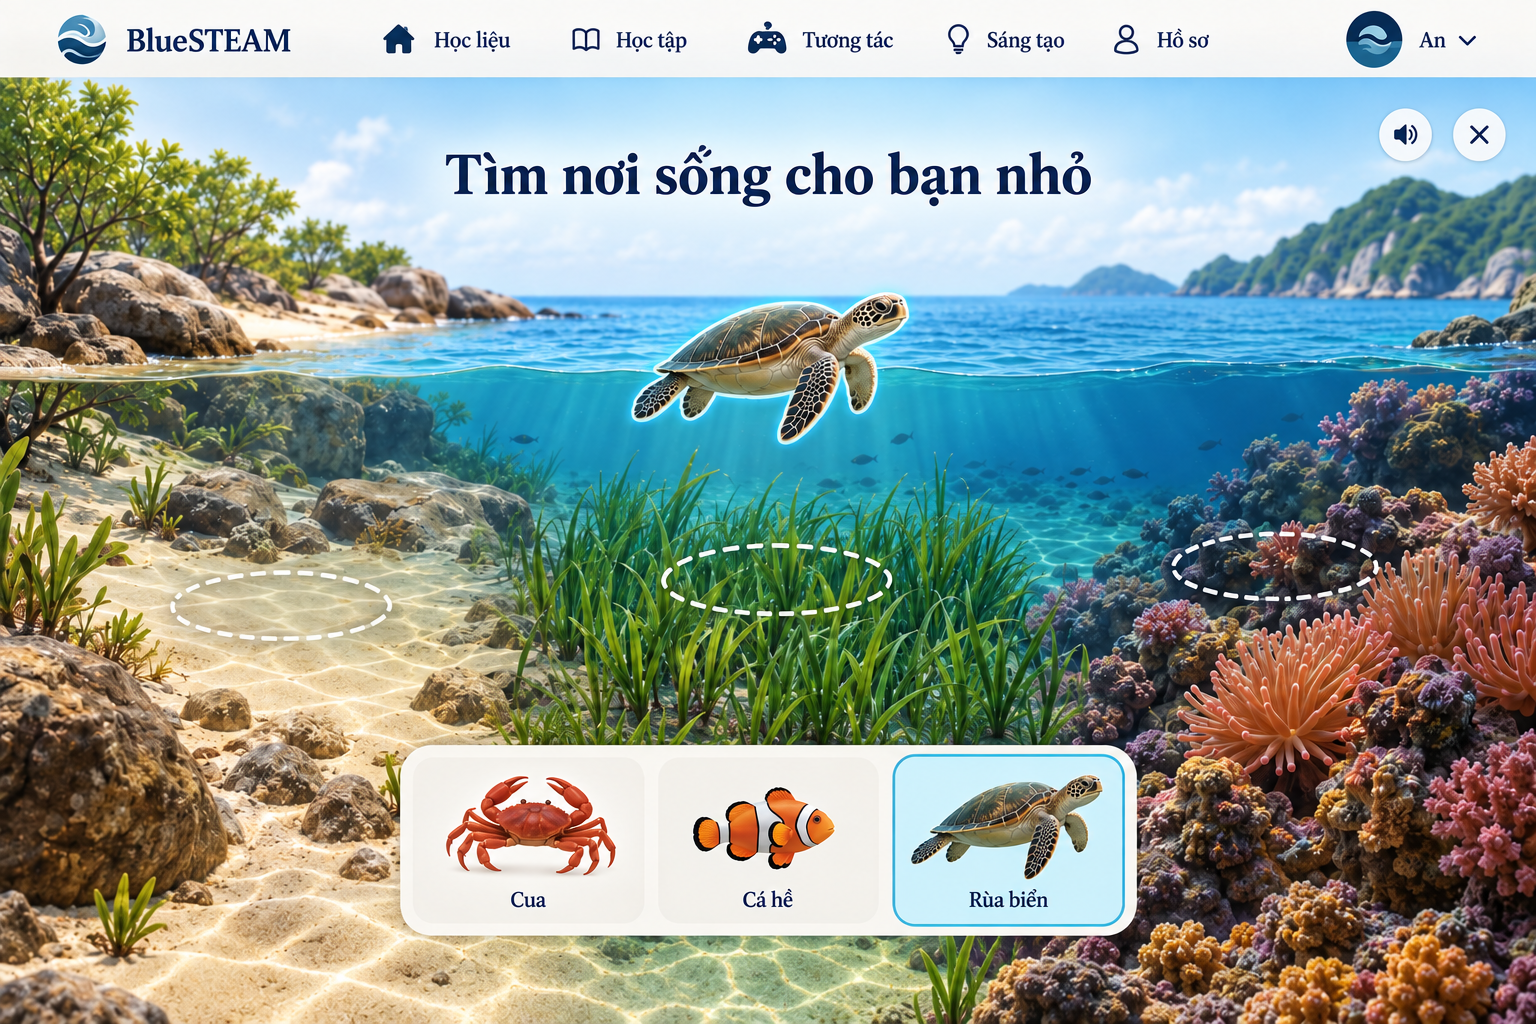 BlueSTEAM
Học liệu
Học tập
Tương tác
Sáng tạo
Hồ sơ
An
Tìm nơi sống cho bạn nhỏ
Cua
Cá hề
Rùa biển